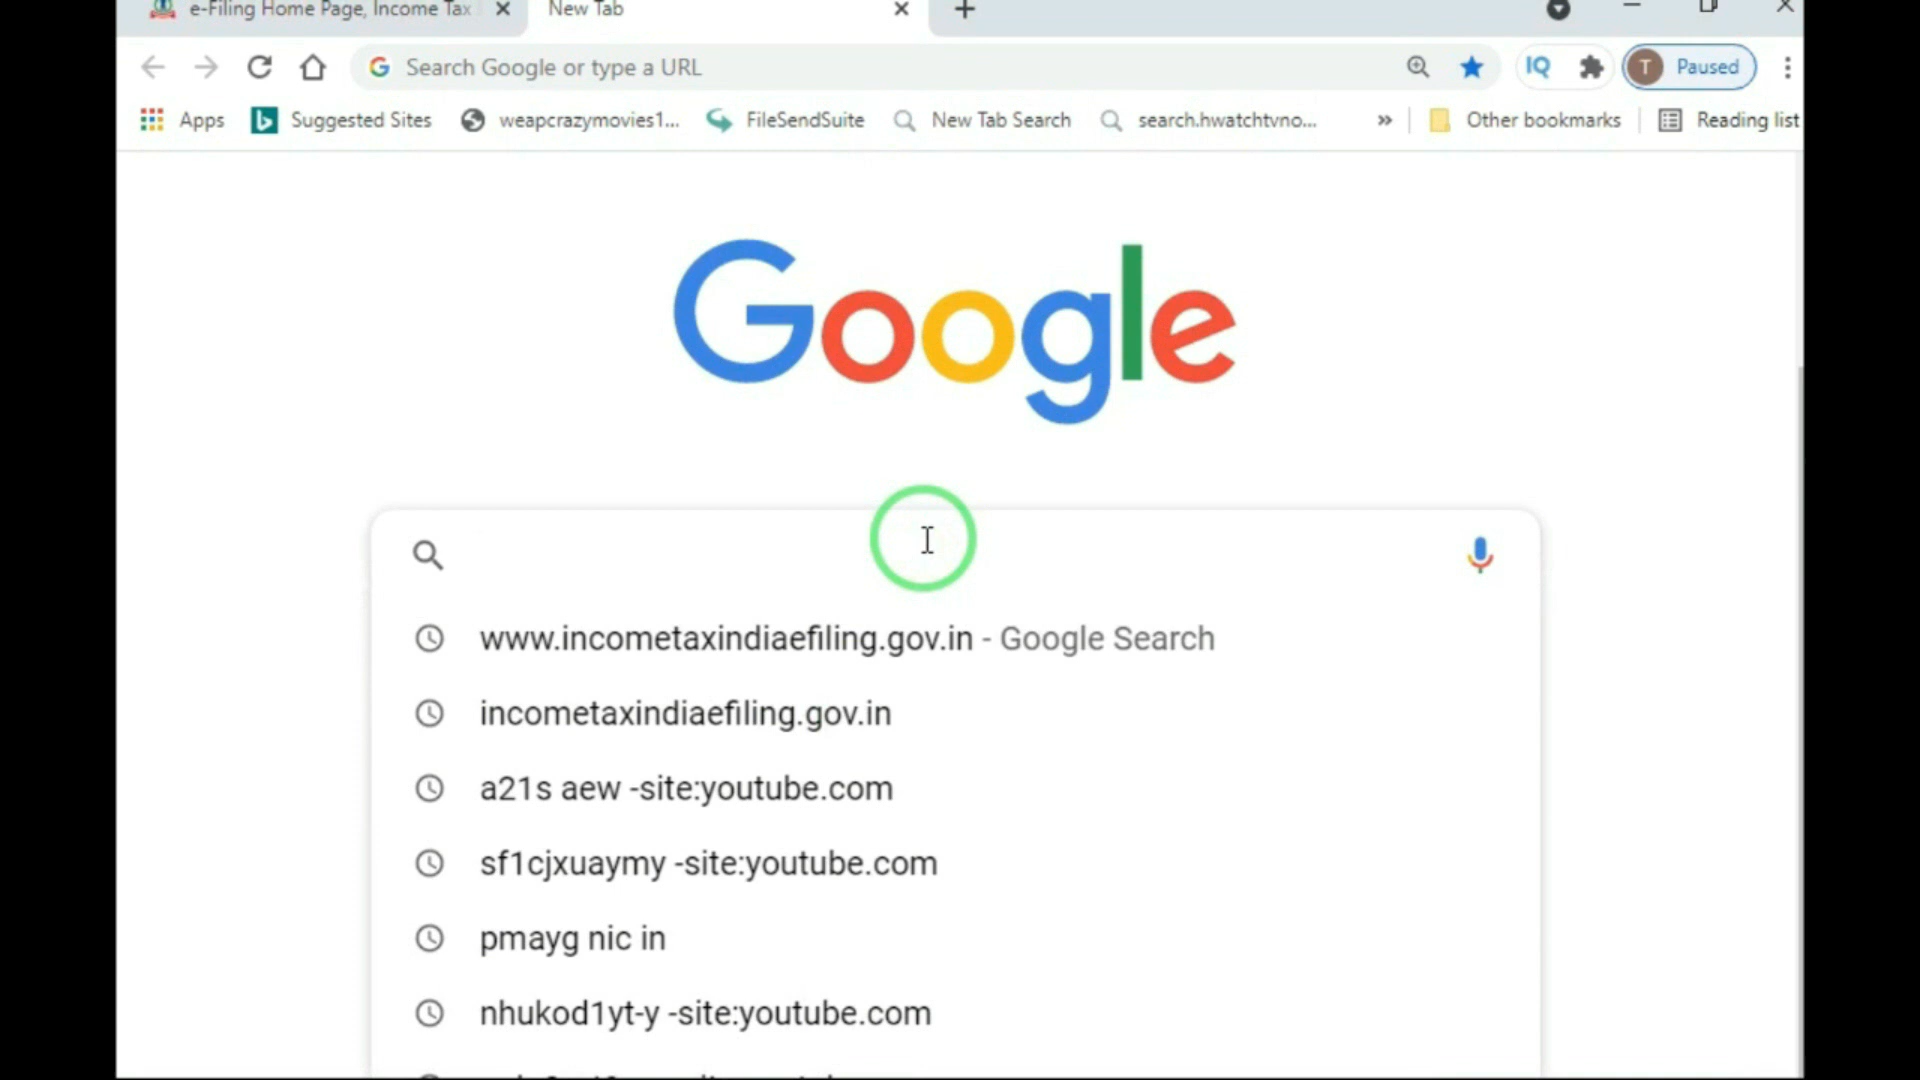 e-Filing Home Page, Income Tax
New Tab
Search Google or type a URL
IQ
T Paused
Apps
Suggested Sites
weapcrazymovies1...
FileSendSuite
New Tab Search
search.hwatchtvno...
»
Other bookmarks
Reading list
Google
www.incometaxindiaefiling.gov.in - Google Search
incometaxindiaefiling.gov.in
a21s aew -site:youtube.com
sf1cjxuaymy -site:youtube.com
pmayg nic in
nhukod1yt-y -site:youtube.com